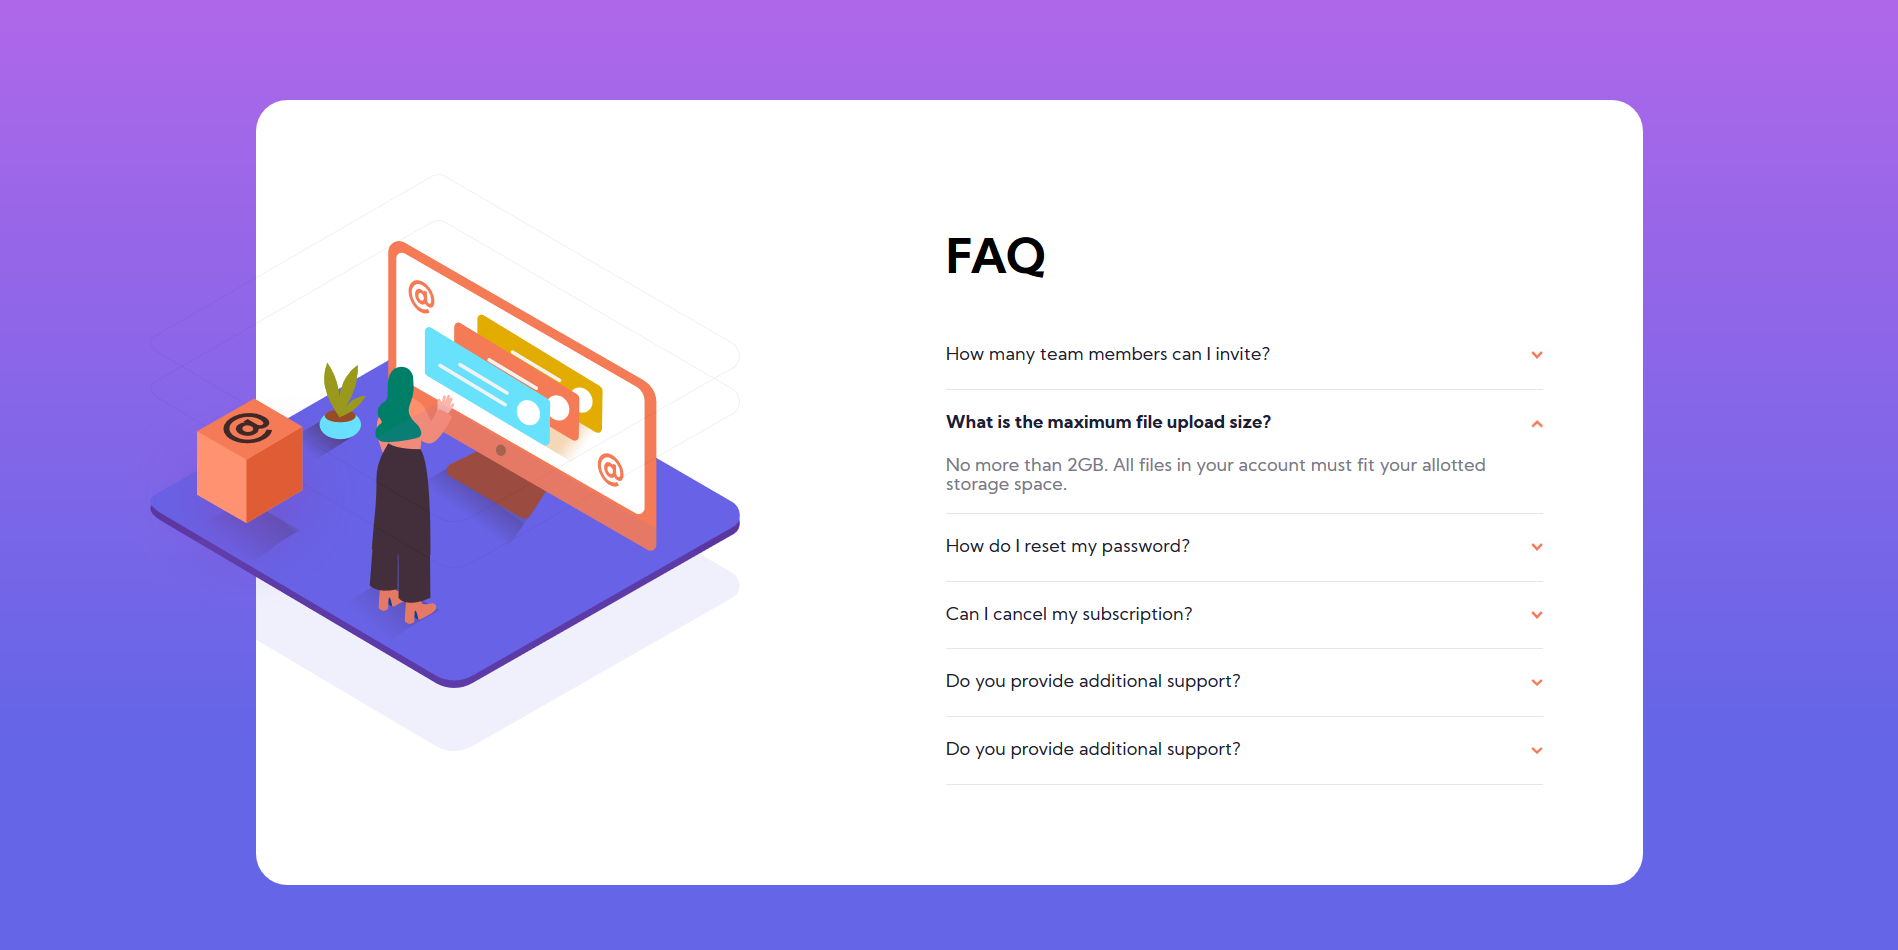 @
@
@
FAQ
How many team members can I invite?
What is the maximum file upload size?
No more than 2GB. All files in your account must fit your allotted
storage space.
How do I reset my password?
Can I cancel my subscription?
Do you provide additional support?
Do you provide additional support?